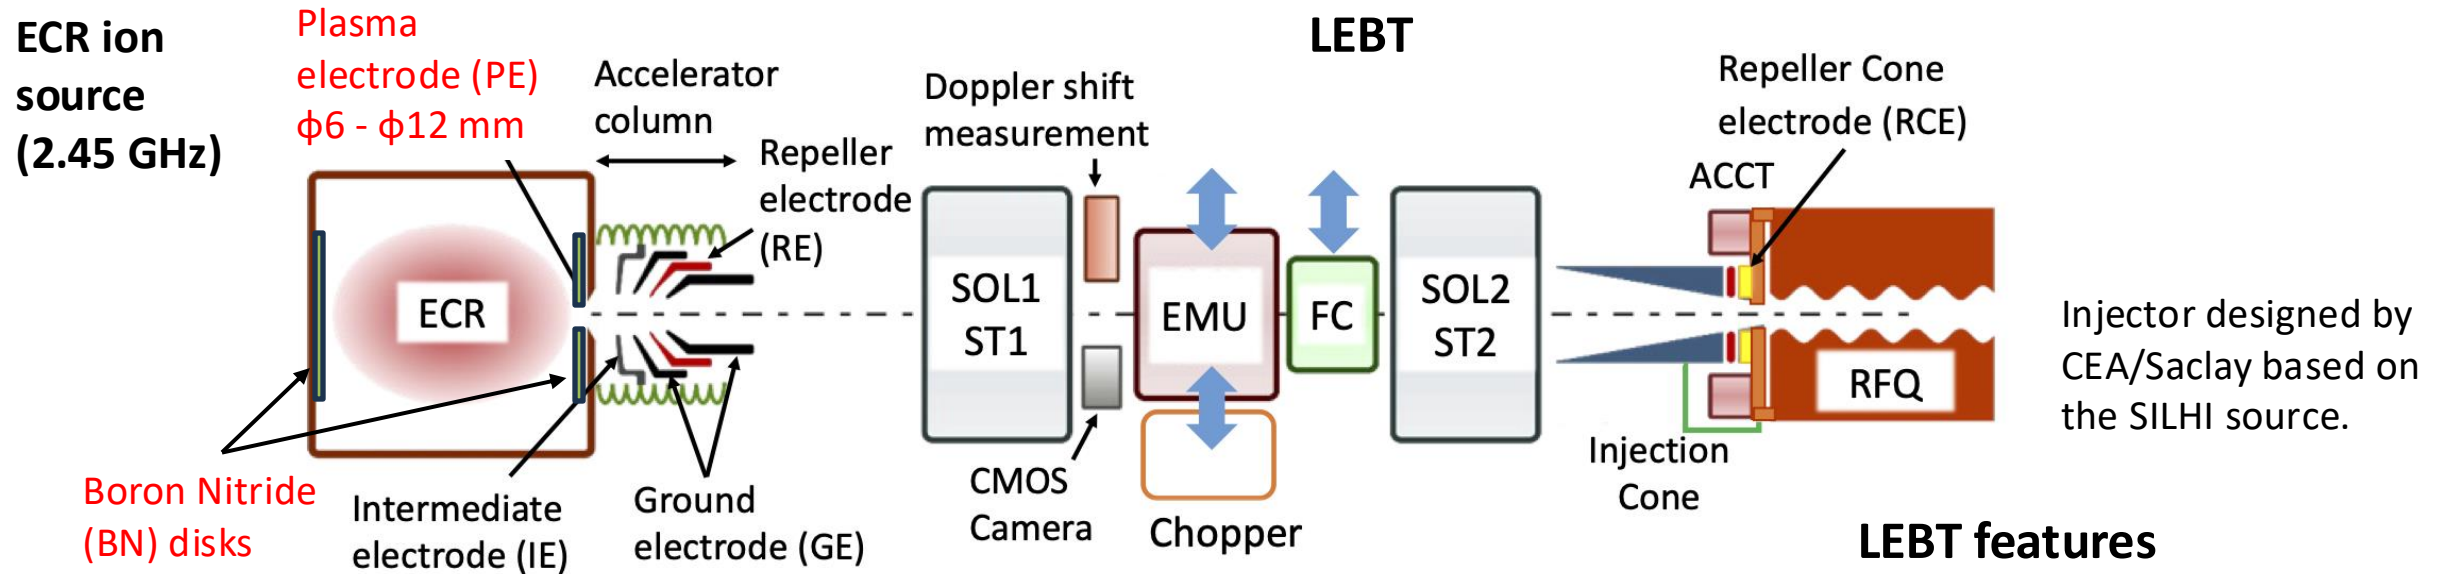 ECR ion
source
(2.45 GHz)
Plasma
electrode (PE)
ϕ6 - ϕ12 mm
Accelerator
column
Repeller
electrode
(RE)
LEBT
Doppler shift
measurement
Repeller Cone
electrode (RCE)
ACCT
ECR
SOL1
ST1
EMU
FC
SOL2
ST2
RFQ
Injector designed by
CEA/Saclay based on
the SILHI source.
Boron Nitride
(BN) disks
Intermediate
electrode (IE)
Ground
electrode (GE)
CMOS
Camera
Chopper
Injection
Cone
LEBT features